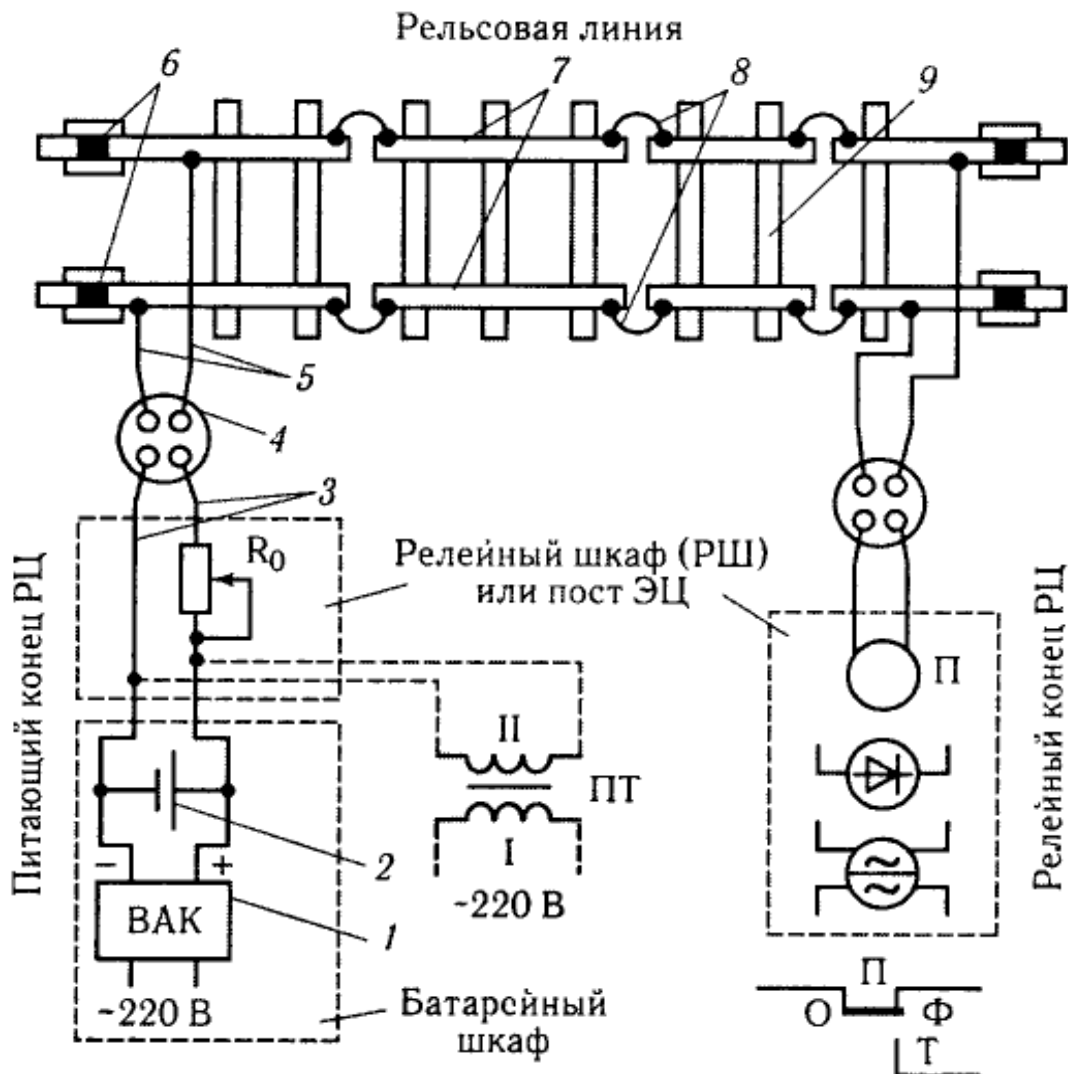 Рельсовая линия
6
7
8
9
5
4
3
R0
Релейный шкаф (РШ)
или пост ЭЦ
Питающий конец РЦ
Релейный конец РЦ
П
II
ПТ
I
~220 В
2
− +
ВАК
1
~220 В
Батарейный
шкаф
П
О Ф
Т